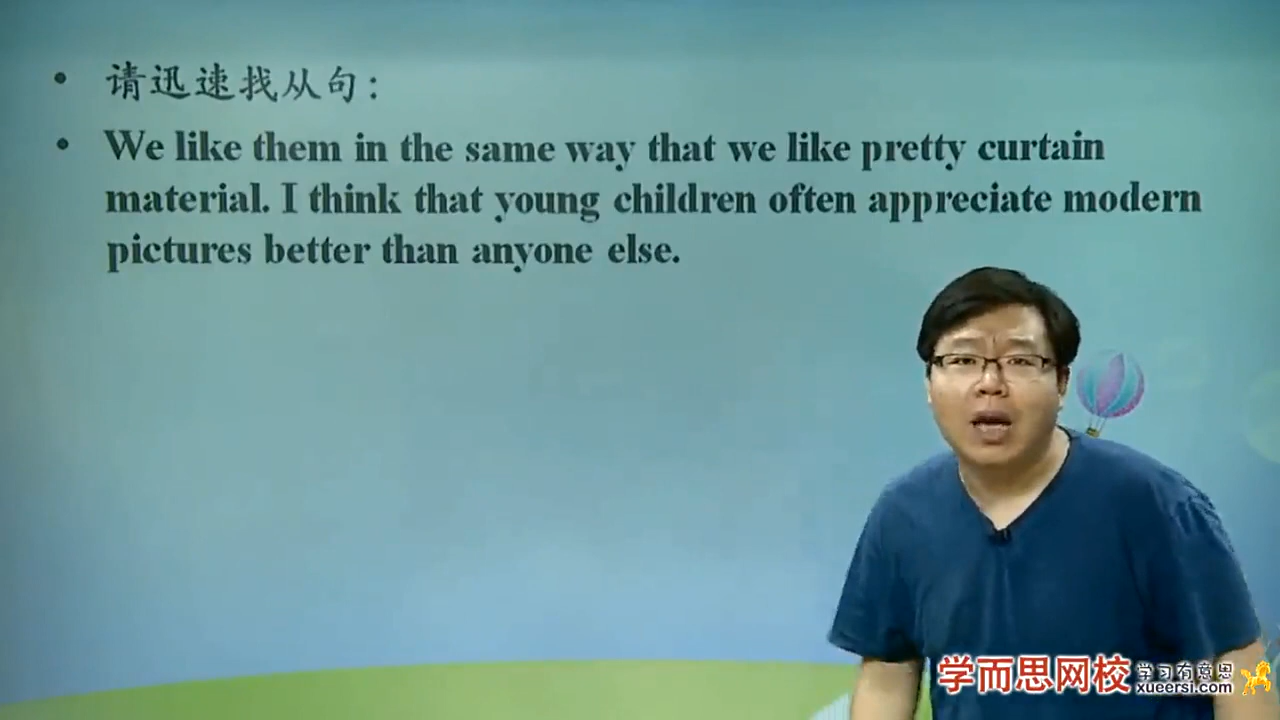 • 请迅速找从句：
• We like them in the same way that we like pretty curtain
material. I think that young children often appreciate modern
pictures better than anyone else.
学而思网校 学习有意思
xueersi.com